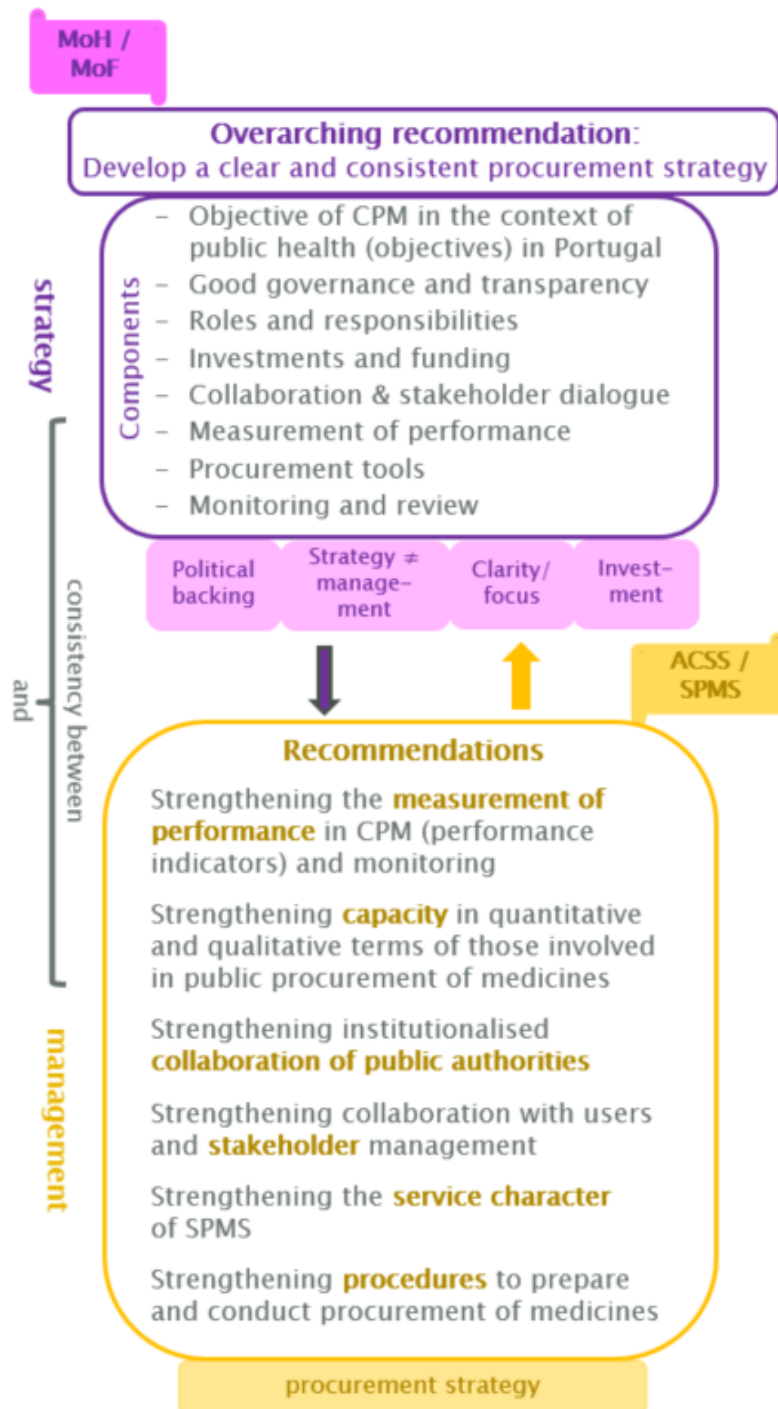 MoH /
MoF
Overarching recommendation:
Develop a clear and consistent procurement strategy
strategy
Components
– Objective of CPM in the context of
public health (objectives) in Portugal
– Good governance and transparency
– Roles and responsibilities
– Investments and funding
– Collaboration & stakeholder dialogue
– Measurement of performance
– Procurement tools
– Monitoring and review
Political
backing
Strategy ≠
manage-
ment
Clarity/
focus
Invest-
ment
consistency between
and
ACSS /
SPMS
Recommendations
Strengthening the measurement of
performance in CPM (performance
indicators) and monitoring
Strengthening capacity in quantitative
and qualitative terms of those involved
in public procurement of medicines
management
Strengthening institutionalised
collaboration of public authorities
Strengthening collaboration with users
and stakeholder management
Strengthening the service character
of SPMS
Strengthening procedures to prepare
and conduct procurement of medicines
procurement strategy